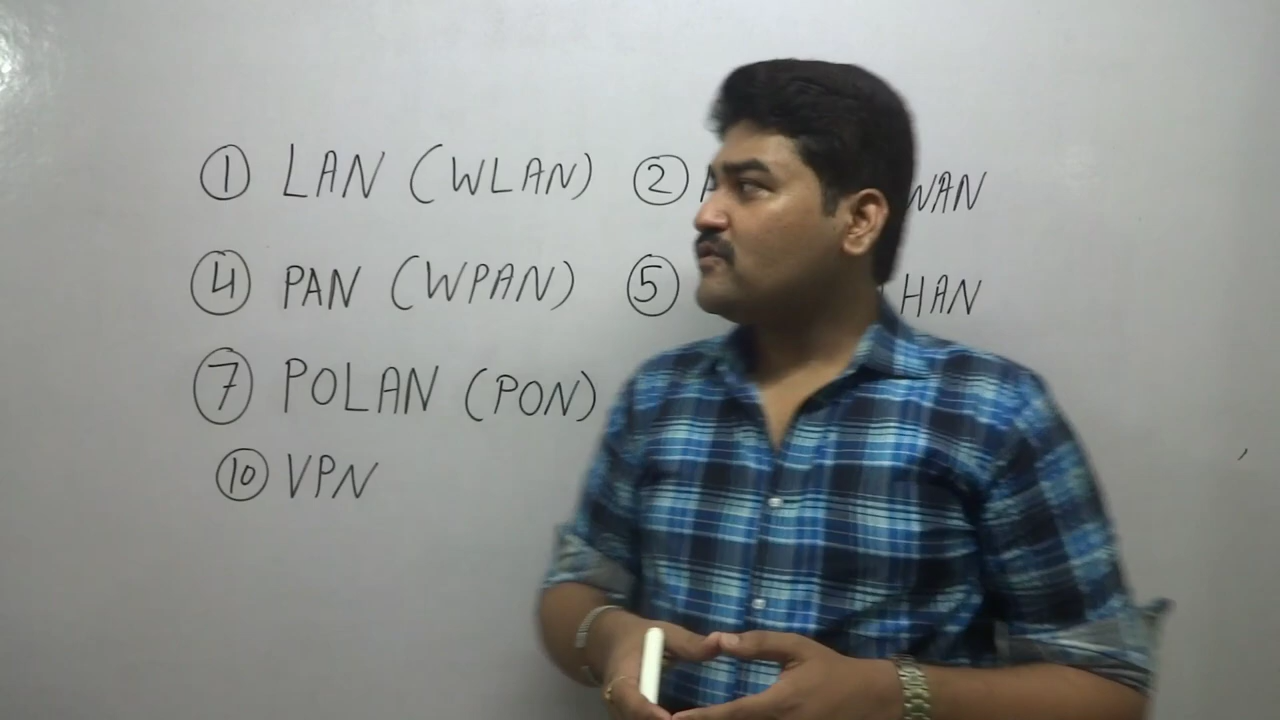 ① LAN (WLAN) ② WAN
④ PAN (WPAN) ⑤ HAN
⑦ POLAN (PON)
⑩ VPN